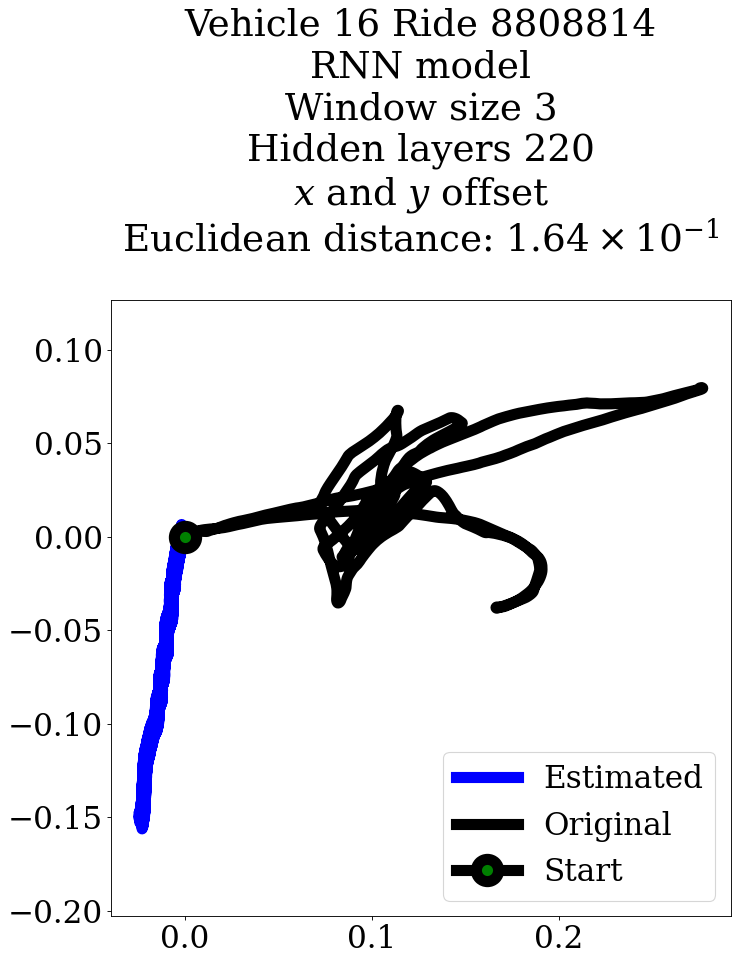 Vehicle 16 Ride 8808814
RNN model
Window size 3
Hidden layers 220
x and y offset
Euclidean distance: 1.64 × 10⁻¹
0.10
0.05
0.00
−0.05
−0.10
−0.15
−0.20
Estimated
Original
Start
0.0 0.1 0.2